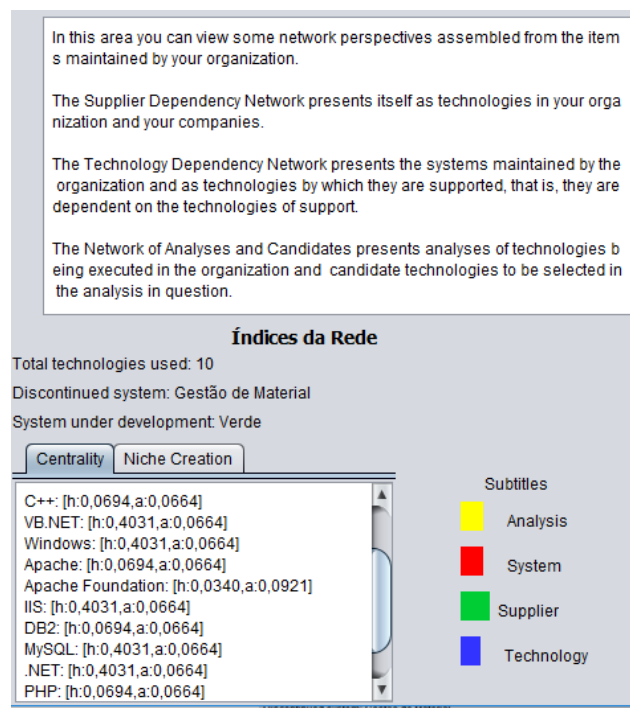 In this area you can view some network perspectives assembled from the item
s maintained by your organization.
The Supplier Dependency Network presents itself as technologies in your orga
nization and your companies.
The Technology Dependency Network presents the systems maintained by the
organization and as technologies by which they are supported, that is, they are
dependent on the technologies of support.
The Network of Analyses and Candidates presents analyses of technologies b
eing executed in the organization and candidate technologies to be selected in
the analysis in question.
Índices da Rede
Total technologies used: 10
Discontinued system: Gestão de Material
System under development: Verde
Centrality Niche Creation
C++: [h:0,0694,a:0,0664]
VB.NET: [h:0,4031,a:0,0664]
Windows: [h:0,4031,a:0,0664]
Apache: [h:0,0694,a:0,0664]
Apache Foundation: [h:0,0340,a:0,0921]
IIS: [h:0,4031,a:0,0664]
DB2: [h:0,0694,a:0,0664]
MySQL: [h:0,4031,a:0,0664]
.NET: [h:0,4031,a:0,0664]
PHP: [h:0,0694,a:0,0664]
Subtitles
Analysis
System
Supplier
Technology